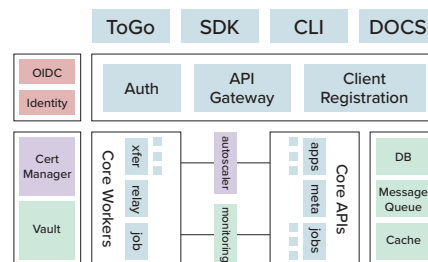 ToGo
SDK
CLI
DOCS
OIDC
Identity
Auth
API
Gateway
Client
Registration
Cert
Manager
Vault
Core Workers
xfer
relay
job
autoscaler
monitoring
apps
meta
jobs
Core APIs
DB
Message
Queue
Cache